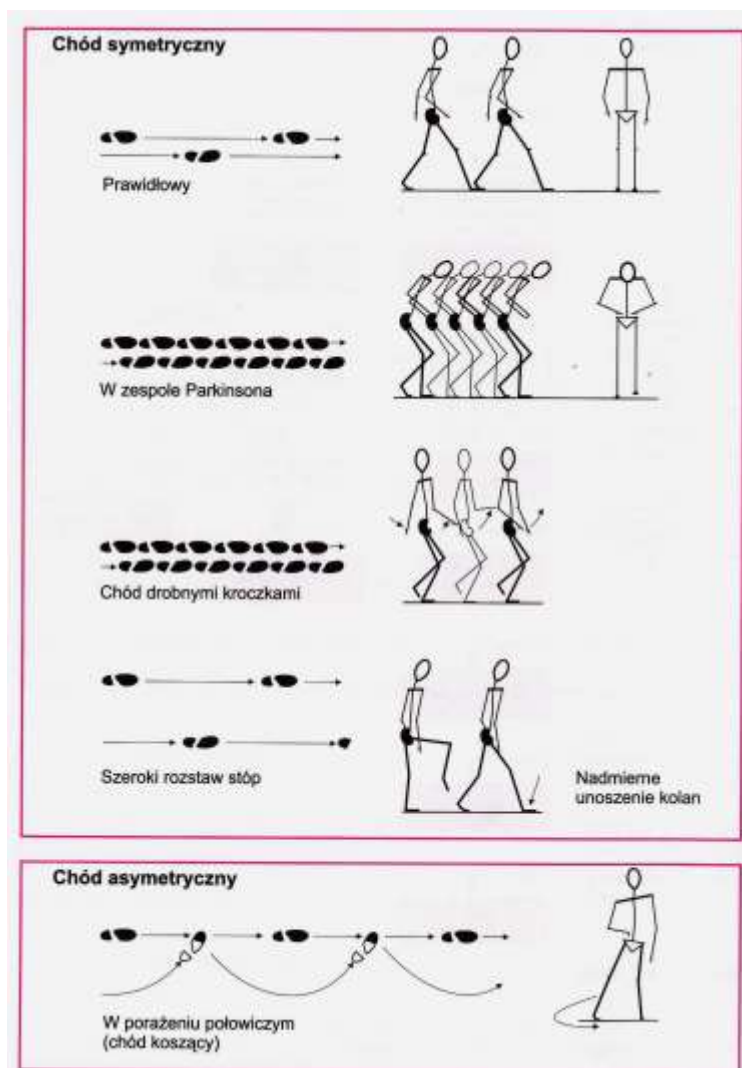 Chód symetryczny
Prawidłowy
W zespole Parkinsona
Chód drobnymi kroczkami
Szeroki rozstaw stóp
Nadmierne
unoszenie kolan
Chód asymetryczny
W porażeniu połowiczym
(chód koszący)